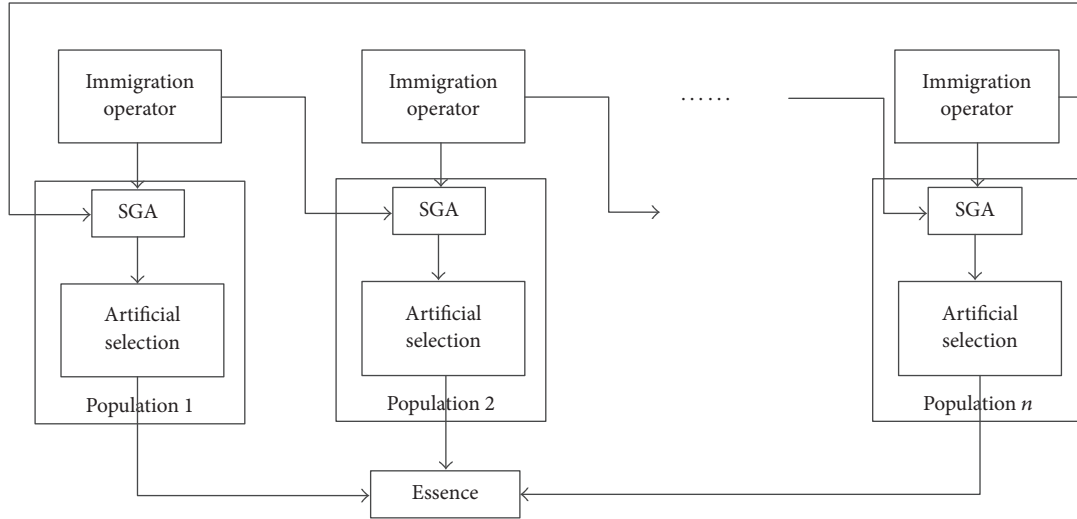 Immigration
operator
Immigration
operator
......
Immigration
operator
SGA
SGA
SGA
Artificial
selection
Artificial
selection
Artificial
selection
Population 1
Population 2
Population n
Essence